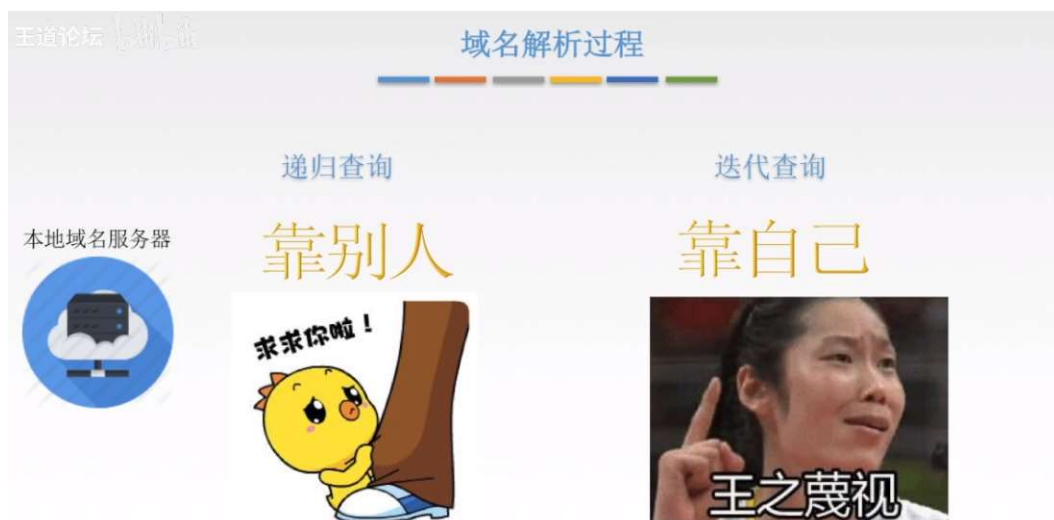 王道论坛
域名解析过程
递归查询
迭代查询
本地域名服务器
靠别人
靠自己
求求你啦！
王之蔑视